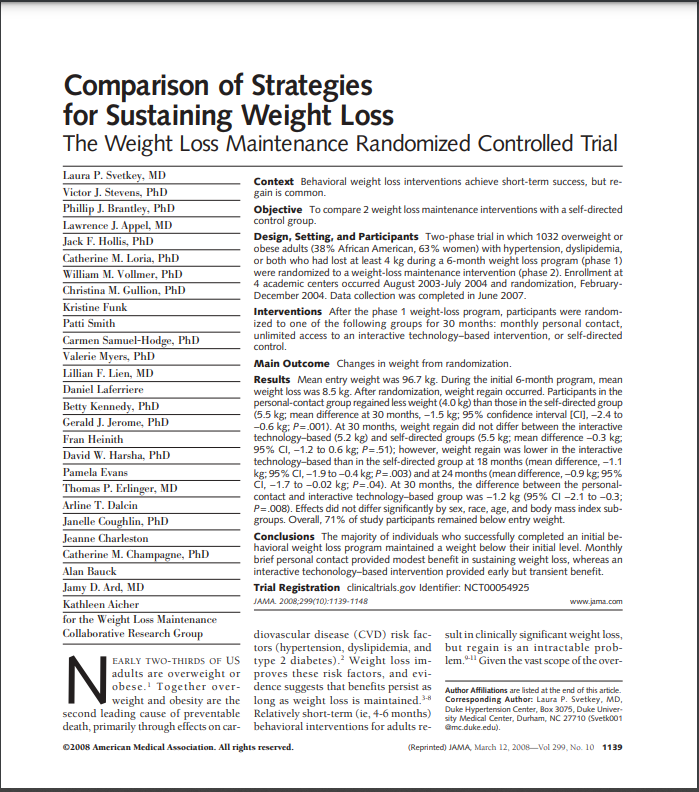 Comparison of Strategies
for Sustaining Weight Loss
The Weight Loss Maintenance Randomized Controlled Trial
Laura P. Svetkey, MD
Victor J. Stevens, PhD
Phillip J. Brantley, PhD
Lawrence J. Appel, MD
Jack F. Hollis, PhD
Catherine M. Loria, PhD
William M. Vollmer, PhD
Christina M. Gullion, PhD
Kristine Funk
Patti Smith
Carmen Samuel-Hodge, PhD
Valerie Myers, PhD
Lillian F. Lien, MD
Daniel Laferriere
Betty Kennedy, PhD
Gerald J. Jerome, PhD
Fran Heinith
David W. Harsha, PhD
Pamela Evans
Thomas P. Erlinger, MD
Arline T. Dalcin
Janelle Coughlin, PhD
Jeanne Charleston
Catherine M. Champagne, PhD
Alan Bauck
Jamy D. Ard, MD
Kathleen Aicher
for the Weight Loss Maintenance
Collaborative Research Group
Context Behavioral weight loss interventions achieve short-term success, but re-
gain is common.
Objective To compare 2 weight loss maintenance interventions with a self-directed
control group.
Design, Setting, and Participants Two-phase trial in which 1032 overweight or
obese adults (38% African American, 63% women) with hypertension, dyslipidemia,
or both who had lost at least 4 kg during a 6-month weight loss program (phase 1)
were randomized to a weight-loss maintenance intervention (phase 2). Enrollment at
4 academic centers occurred August 2003-July 2004 and randomization, February-
December 2004. Data collection was completed in June 2007.
Interventions After the phase 1 weight-loss program, participants were random-
ized to one of the following groups for 30 months: monthly personal contact,
unlimited access to an interactive technology–based intervention, or self-directed
control.
Main Outcome Changes in weight from randomization.
Results Mean entry weight was 96.7 kg. During the initial 6-month program, mean
weight loss was 8.5 kg. After randomization, weight regain occurred. Participants in the
personal-contact group regained less weight (4.0 kg) than those in the self-directed group
(5.5 kg; mean difference at 30 months, −1.5 kg; 95% confidence interval [CI], −2.4 to
−0.6 kg; P=.001). At 30 months, weight regain did not differ between the interactive
technology–based (5.2 kg) and self-directed groups (5.5 kg; mean difference −0.3 kg;
95% CI, −1.2 to 0.6 kg; P=.51); however, weight regain was lower in the interactive
technology–based than in the self-directed group at 18 months (mean difference, −1.1
kg; 95% CI, −1.9 to −0.4 kg; P=.003) and at 24 months (mean difference, −0.9 kg; 95%
CI, −1.7 to −0.02 kg; P=.04). At 30 months, the difference between the personal-
contact and interactive technology–based group was −1.2 kg (95% CI −2.1 to −0.3;
P=.008). Effects did not differ significantly by sex, race, age, and body mass index sub-
groups. Overall, 71% of study participants remained below entry weight.
Conclusions The majority of individuals who successfully completed an initial be-
havioral weight loss program maintained a weight below their initial level. Monthly
brief personal contact provided modest benefit in sustaining weight loss, whereas an
interactive technology–based intervention provided early but transient benefit.
Trial Registration clinicaltrials.gov Identifier: NCT00054925
JAMA. 2008;299(10):1139-1148 www.jama.com
NEARLY TWO-THIRDS OF US
adults are overweight or
obese.1 Together over-
weight and obesity are the
second leading cause of preventable
death, primarily through effects on car-
diovascular disease (CVD) risk fac-
tors (hypertension, dyslipidemia, and
type 2 diabetes).2 Weight loss im-
proves these risk factors, and evi-
dence suggests that benefits persist as
long as weight loss is maintained.3-8
Relatively short-term (ie, 4-6 months)
behavioral interventions for adults re-
sult in clinically significant weight loss,
but regain is an intractable prob-
lem.9-11 Given the vast scope of the over-
Author Affiliations are listed at the end of this article.
Corresponding Author: Laura P. Svetkey, MD,
Duke Hypertension Center, Box 3075, Duke Univer-
sity Medical Center, Durham, NC 27710 (Svetk001
@mc.duke.edu).
©2008 American Medical Association. All rights reserved. (Reprinted) JAMA, March 12, 2008—Vol 299, No. 10 1139